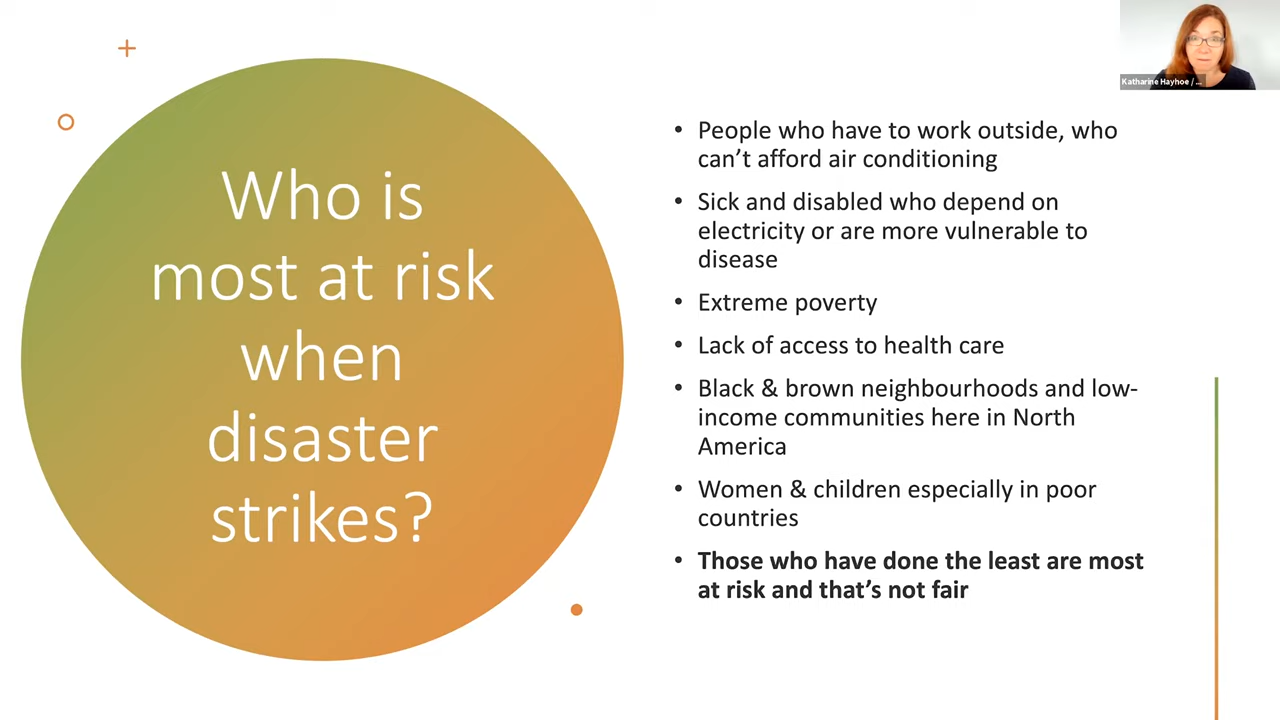 Who is
most at risk
when
disaster
strikes?
Katharine Hayhoe / ...
• People who have to work outside, who
can’t afford air conditioning
• Sick and disabled who depend on
electricity or are more vulnerable to
disease
• Extreme poverty
• Lack of access to health care
• Black & brown neighbourhoods and low-
income communities here in North
America
• Women & children especially in poor
countries
• Those who have done the least are most
at risk and that’s not fair